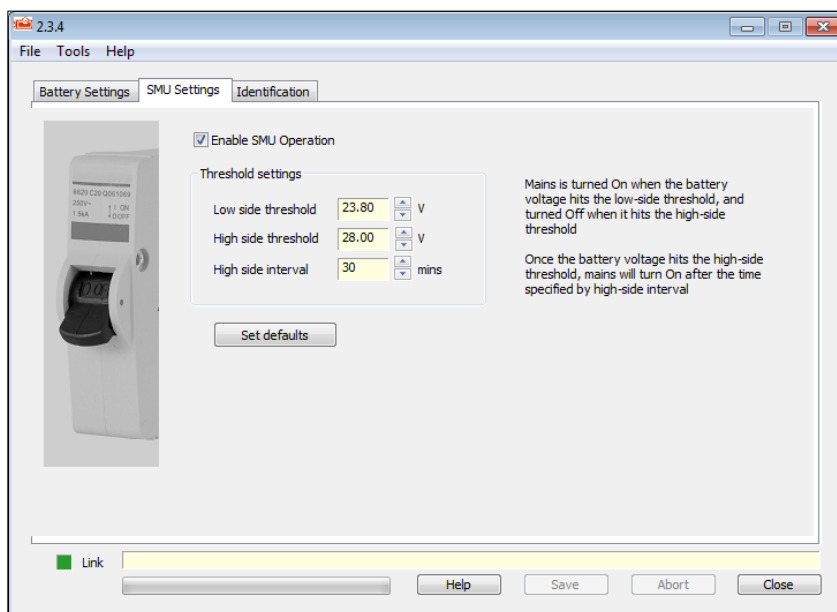 2.3.4
File Tools Help
Battery Settings SMU Settings Identification
Enable SMU Operation
Threshold settings
Low side threshold 23.80 V
High side threshold 28.00 V
High side interval 30 mins
Set defaults
Mains is turned On when the battery
voltage hits the low-side threshold, and
turned Off when it hits the high-side
threshold
Once the battery voltage hits the high-side
threshold, mains will turn On after the time
specified by high-side interval
250V~
ON
OFF
Link
Help Save Abort Close